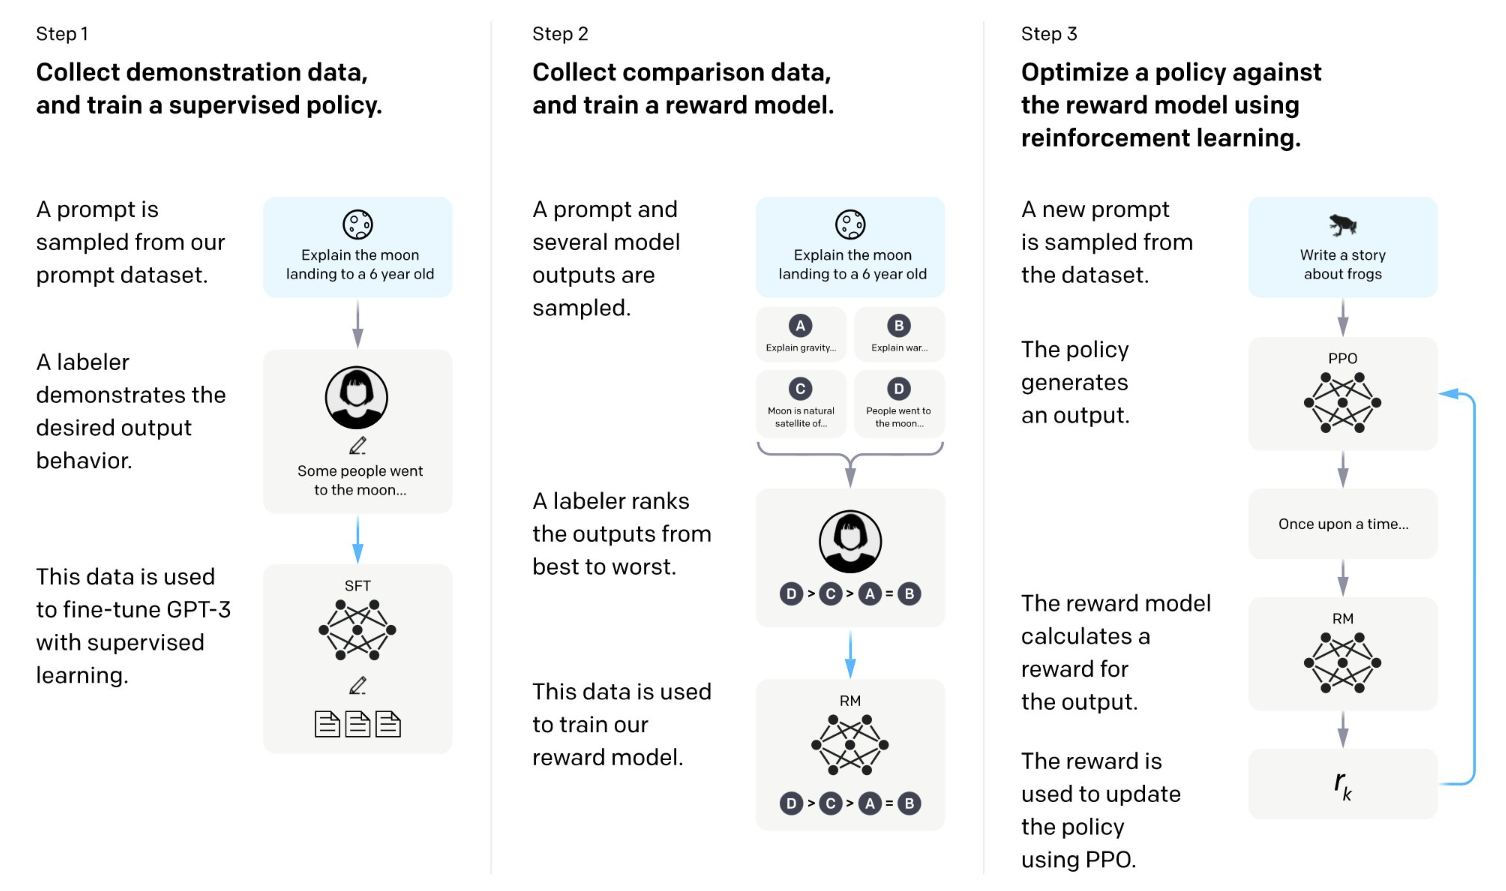 Step 1
Collect demonstration data,
and train a supervised policy.
A prompt is
sampled from our
prompt dataset.
Explain the moon
landing to a 6 year old
A labeler
demonstrates the
desired output
behavior.
Some people went
to the moon...
This data is used
to fine-tune GPT-3
with supervised
learning.
SFT
Step 2
Collect comparison data,
and train a reward model.
A prompt and
several model
outputs are
sampled.
Explain the moon
landing to a 6 year old
A
Explain gravity...
B
Explain war...
C
Moon is natural
satellite of...
D
People went to
the moon...
A labeler ranks
the outputs from
best to worst.
D > C > A = B
This data is used
to train our
reward model.
RM
D > C > A = B
Step 3
Optimize a policy against
the reward model using
reinforcement learning.
A new prompt
is sampled from
the dataset.
Write a story
about frogs
The policy
generates
an output.
PPO
Once upon a time...
The reward model
calculates a
reward for
the output.
RM
The reward is
used to update
the policy
using PPO.
r_k